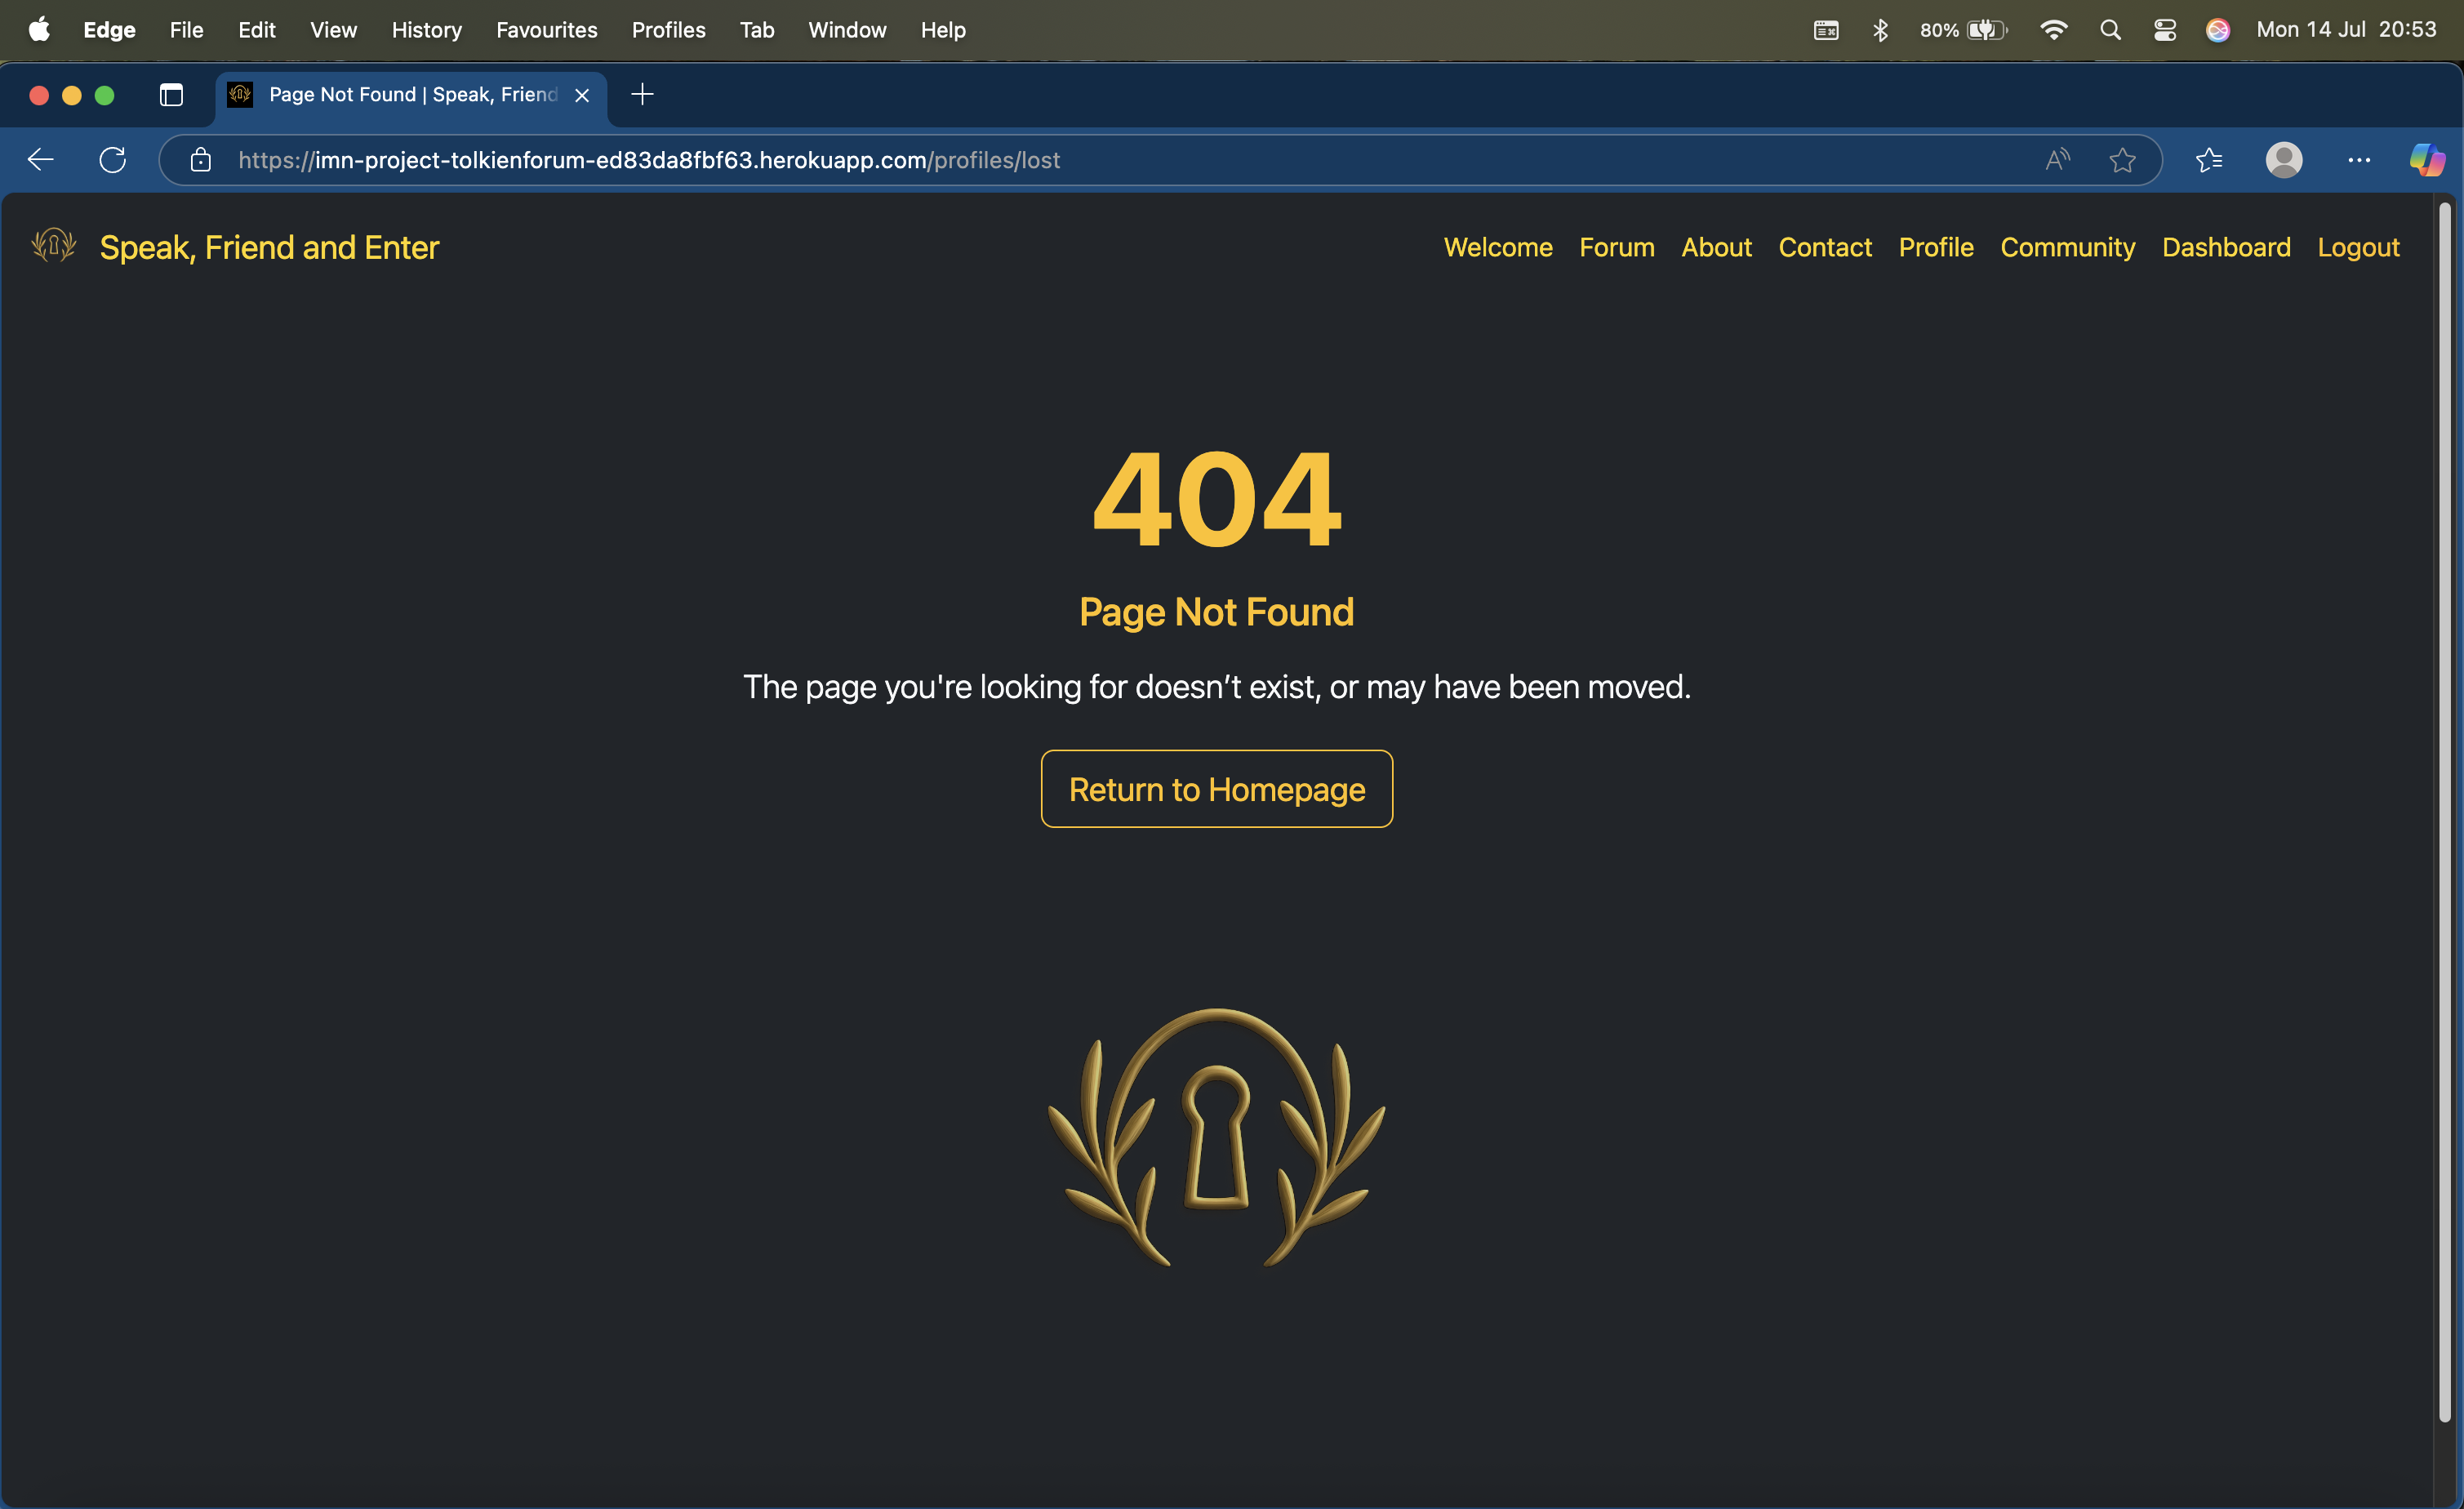 Edge File Edit View History Favourites Profiles Tab Window Help 80% Mon 14 Jul 20:53
Page Not Found | Speak, Friend
https://imn-project-tolkienforum-ed83da8fbf63.herokuapp.com/profiles/lost
Speak, Friend and Enter Welcome Forum About Contact Profile Community Dashboard Logout
404
Page Not Found
The page you're looking for doesn’t exist, or may have been moved.
Return to Homepage